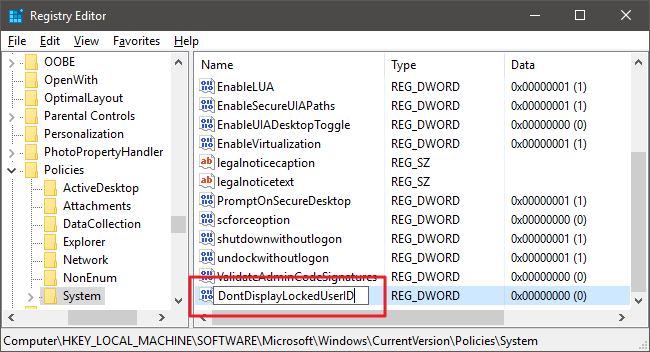 Registry Editor
File Edit View Favorites Help
OOBE
OpenWith
OptimalLayout
Parental Controls
Personalization
PhotoPropertyHandler
Policies
ActiveDesktop
Attachments
DataCollection
Explorer
Network
NonEnum
System
Name Type Data
EnableLUA REG_DWORD 0x00000001 (1)
EnableSecureUIAPaths REG_DWORD 0x00000001 (1)
EnableUIADesktopToggle REG_DWORD 0x00000000 (0)
EnableVirtualization REG_DWORD 0x00000001 (1)
legalnoticecaption REG_SZ
legalnoticetext REG_SZ
PromptOnSecureDesktop REG_DWORD 0x00000001 (1)
scforceoption REG_DWORD 0x00000000 (0)
shutdownwithoutlogon REG_DWORD 0x00000001 (1)
undockwithoutlogon REG_DWORD 0x00000001 (1)
ValidateAdminCodeSignatures REG_DWORD 0x00000000 (0)
DontDisplayLockedUserID REG_DWORD 0x00000000 (0)
Computer\HKEY_LOCAL_MACHINE\SOFTWARE\Microsoft\Windows\CurrentVersion\Policies\System